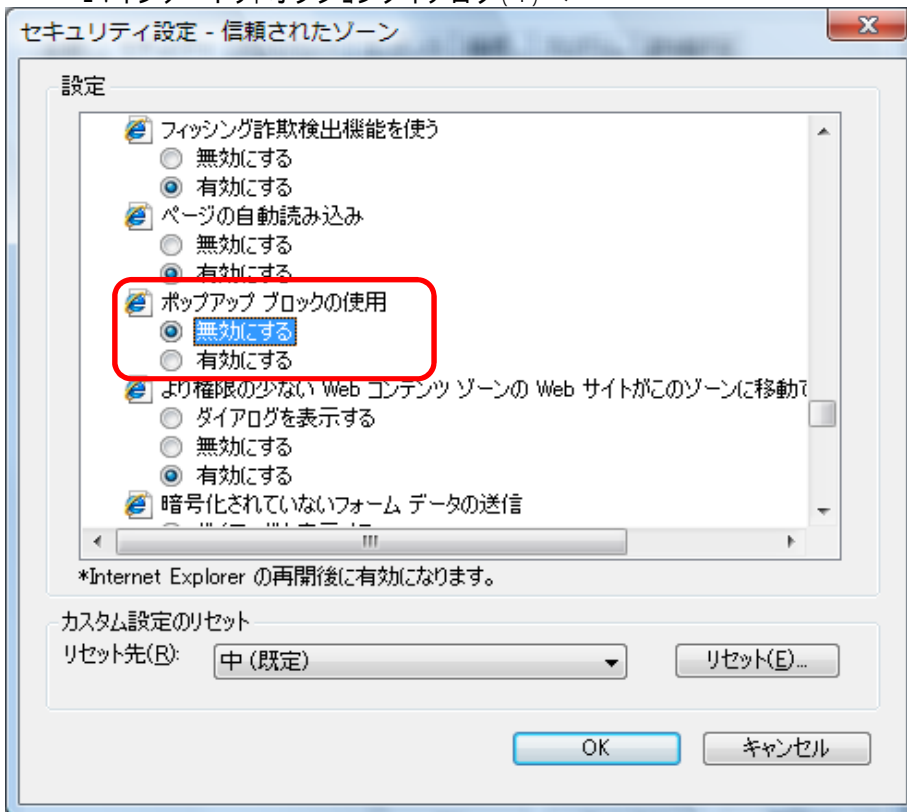 セキュリティ設定 - 信頼されたゾーン
設定
フィッシング詐欺検出機能を使う
無効にする
有効にする
ページの自動読み込み
無効にする
有効にする
ポップアップ ブロックの使用
無効にする
有効にする
より権限の少ない Web コンテンツ ゾーンの Web サイトがこのゾーンに移動で
ダイアログを表示する
無効にする
有効にする
暗号化されていないフォーム データの送信
*Internet Explorer の再開後に有効になります。
カスタム設定のリセット
リセット先(R): 中 (既定) リセット(E)...
OK キャンセル